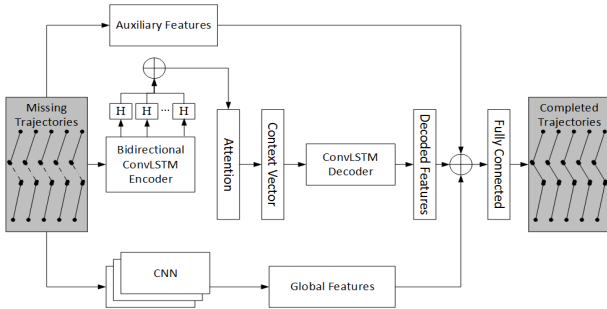 Auxiliary Features
Missing
Trajectories
H
H
...
H
Bidirectional
ConvLSTM
Encoder
Attention
Context Vector
ConvLSTM
Decoder
Decoded Features
Fully Connected
Completed
Trajectories
CNN
Global Features